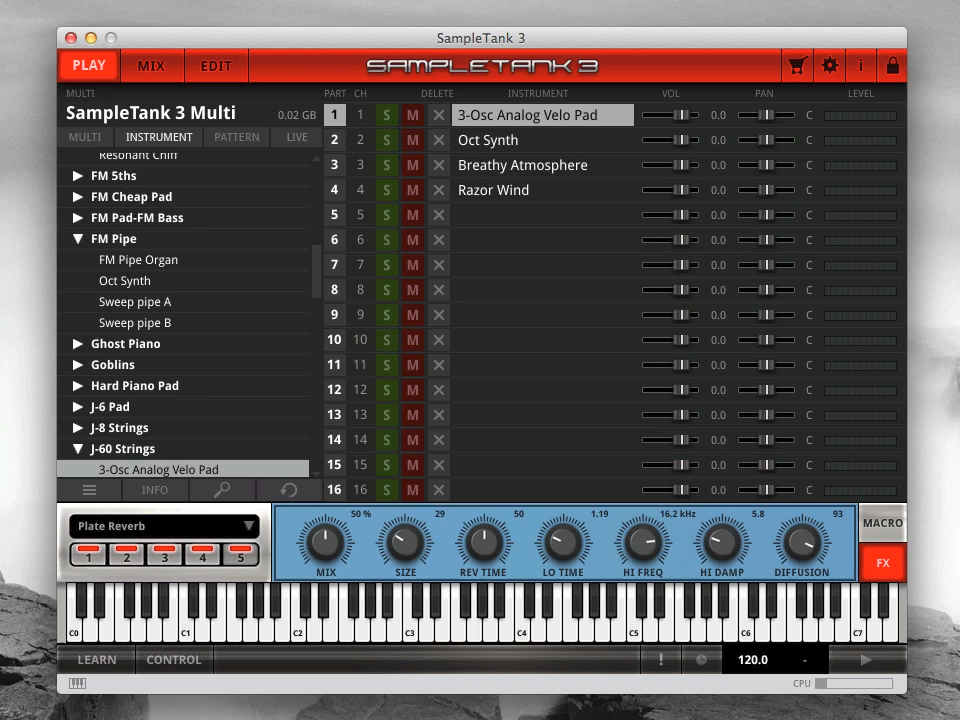 SampleTank 3
PLAY MIX EDIT SAMPLETANK 3 i
MULTI PART CH DELETE INSTRUMENT VOL PAN LEVEL
SampleTank 3 Multi 0.02 GB
MULTI INSTRUMENT PATTERN LIVE
Resonant Chiff
FM 5ths
FM Cheap Pad
FM Pad-FM Bass
FM Pipe
FM Pipe Organ
Oct Synth
Sweep pipe A
Sweep pipe B
Ghost Piano
Goblins
Hard Piano Pad
J-6 Pad
J-8 Strings
J-60 Strings
3-Osc Analog Velo Pad
INFO
1 1 S M X 3-Osc Analog Velo Pad 0.0 C
2 2 S M X Oct Synth 0.0 C
3 3 S M X Breathy Atmosphere 0.0 C
4 4 S M X Razor Wind 0.0 C
5 5 S M X 0.0 C
6 6 S M X 0.0 C
7 7 S M X 0.0 C
8 8 S M X 0.0 C
9 9 S M X 0.0 C
10 10 S M X 0.0 C
11 11 S M X 0.0 C
12 12 S M X 0.0 C
13 13 S M X 0.0 C
14 14 S M X 0.0 C
15 15 S M X 0.0 C
16 16 S M X 0.0 C
Plate Reverb
1 2 3 4 5
50 % 29 50 1.19 16.2 kHz 5.8 93
MIX SIZE REV TIME LO TIME HI FREQ HI DAMP DIFFUSION
MACRO
FX
C0 C1 C2 C3 C4 C5 C6 C7
LEARN CONTROL ! 120.0 -
CPU